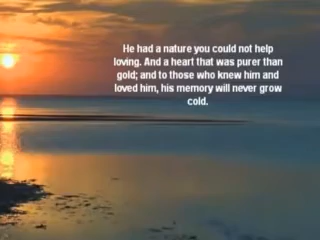 He had a nature you could not help
loving. And a heart that was purer than
gold; and to those who knew him and
loved him, his memory will never grow
cold.